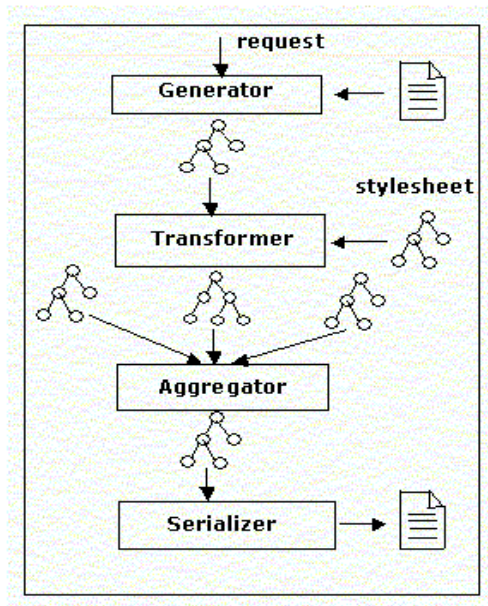 request
Generator
stylesheet
Transformer
Aggregator
Serializer